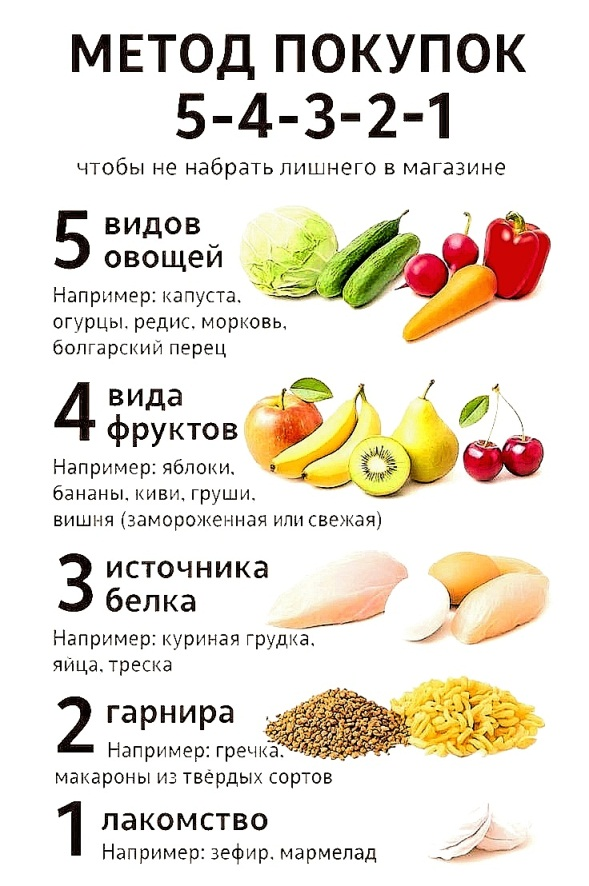 МЕТОД ПОКУПОК
5-4-3-2-1
чтобы не набрать лишнего в магазине
5 видов
овощей
Например: капуста,
огурцы, редис, морковь,
болгарский перец
4 вида
фруктов
Например: яблоки,
бананы, киви, груши,
вишня (замороженная или свежая)
3 источника
белка
Например: куриная грудка,
яйца, треска
2 гарнира
Например: гречка,
макароны из твёрдых сортов
1 лакомство
Например: зефир, мармелад